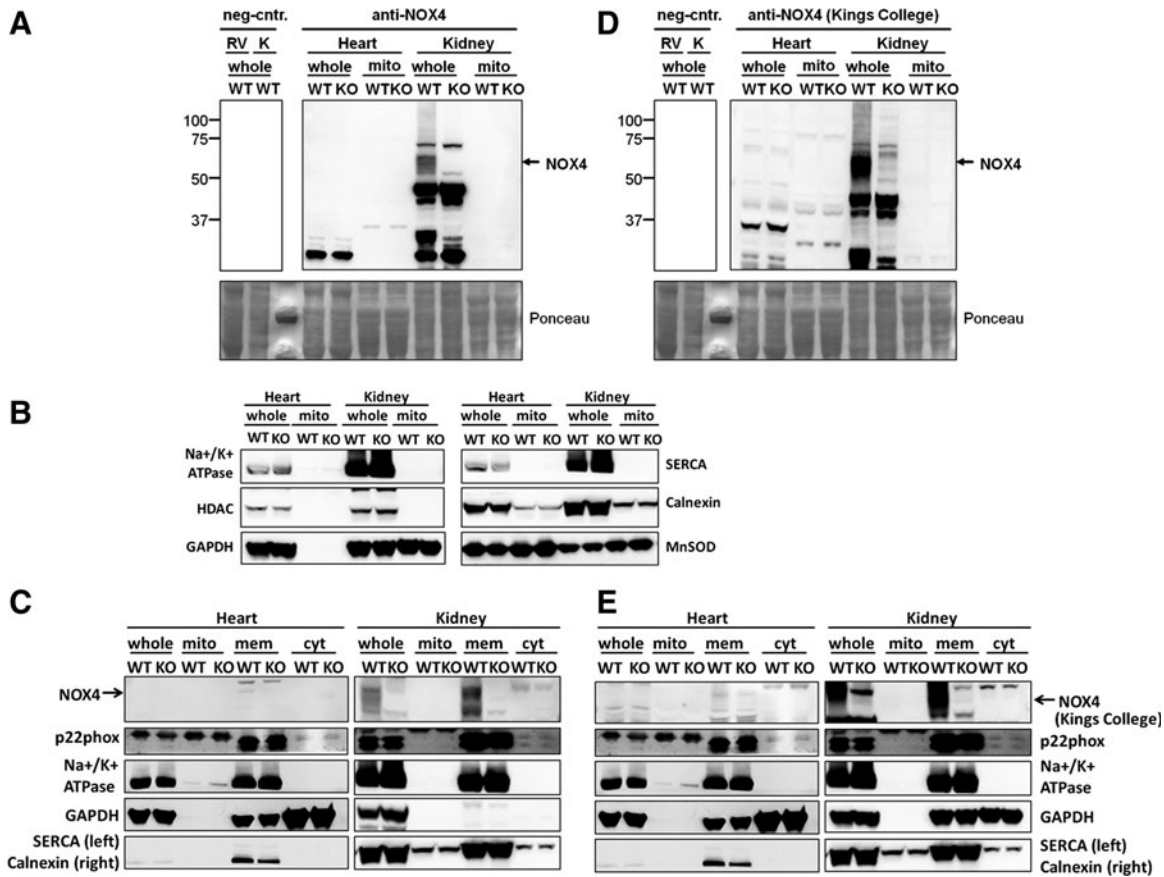 A
neg-cntr. anti-NOX4
RV K Heart Kidney
whole whole mito whole mito
WT WT WT KO WT KO WT KO WT KO
100
75
50
37
NOX4
Ponceau
D
neg-cntr. anti-NOX4 (Kings College)
RV K Heart Kidney
whole whole mito whole mito
WT WT WT KO WT KO WT KO WT KO
100
75
50
37
NOX4
Ponceau
B
Heart Kidney
whole mito whole mito
WT KO WT KO WT KO WT KO
Na+/K+
ATPase
HDAC
GAPDH
Heart Kidney
whole mito whole mito
WT KO WT KO WT KO WT KO
SERCA
Calnexin
MnSOD
C
Heart Kidney
whole mito mem cyt whole mito mem cyt
WT KO WT KO WT KO WT KO WT KO WT KO WT KO WT KO
NOX4
p22phox
Na+/K+
ATPase
GAPDH
SERCA (left)
Calnexin (right)
E
Heart Kidney
whole mito mem cyt whole mito mem cyt
WT KO WT KO WT KO WT KO WT KO WT KO WT KO WT KO
NOX4
(Kings College)
p22phox
Na+/K+
ATPase
GAPDH
SERCA (left)
Calnexin (right)